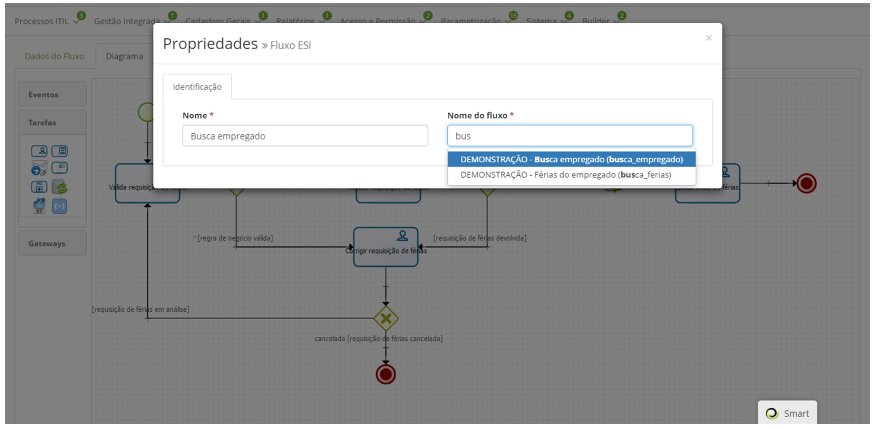 Processos ITIL 3 Gestão Integrada 1 Cadastros Gerais 1 Relatórios 1 Acesso e Permissão 2 Parametrização 15 Sistema 4 Builder 2
Propriedades » Fluxo ESI ×
Dados do Fluxo Diagrama
Identificação
Eventos
Nome * Nome do fluxo *
Tarefas
Busca empregado bus
DEMONSTRAÇÃO - Busca empregado (busca_empregado)
DEMONSTRAÇÃO - Férias do empregado (busca_ferias)
Valida requisição de férias
férias
Gateways
^[regra de negócio válida] [requisição de férias devolvida]
Corrigir requisição de férias
[requisição de férias em análise]
cancelada [requisição de férias cancelada]
Smart